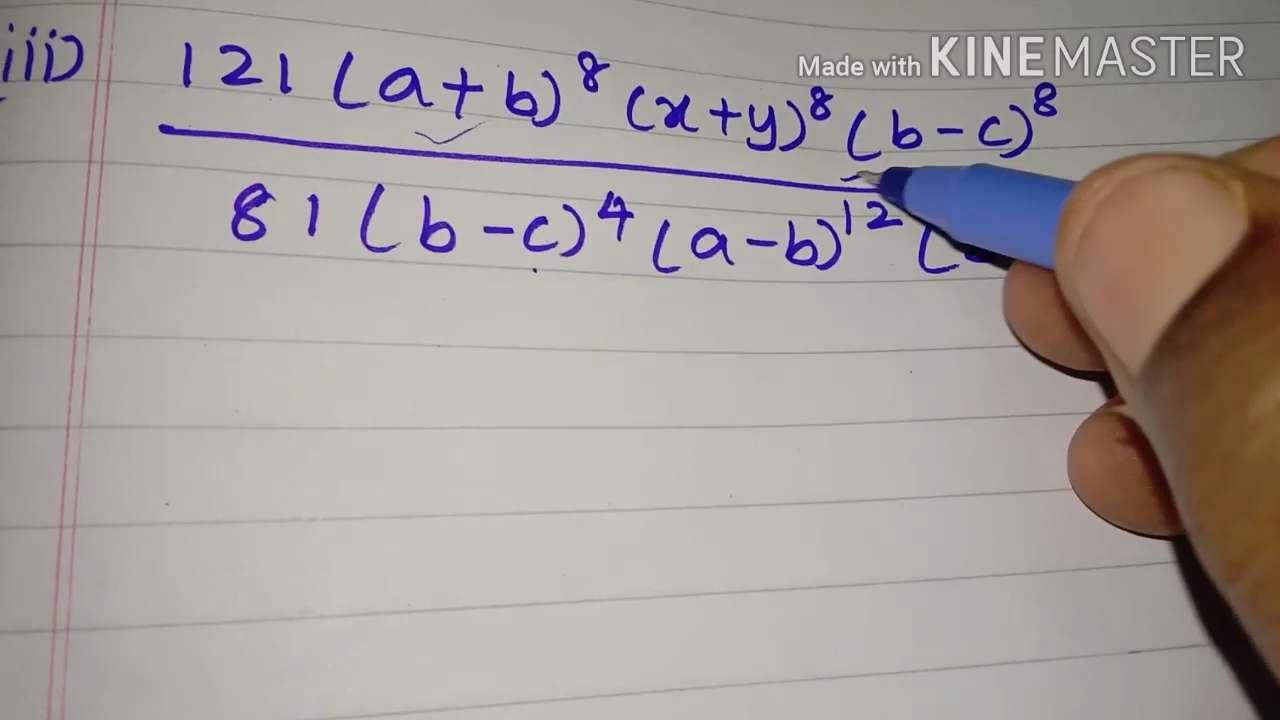 Made with KINEMASTER
iii) 121 (a+b)⁸ (x+y)⁸ (b-c)⁸
81 (b-c)⁴ (a-b)¹² (